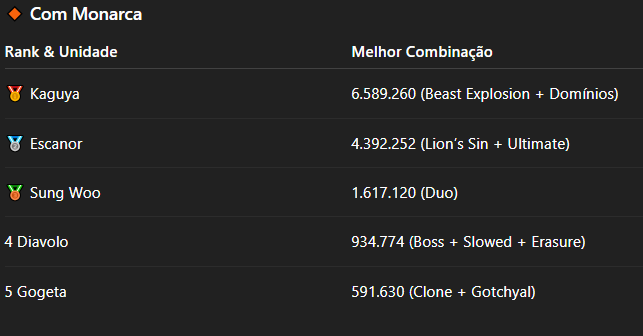 Com Monarca
Rank & Unidade Melhor Combinação
Kaguya 6.589.260 (Beast Explosion + Domínios)
Escanor 4.392.252 (Lion’s Sin + Ultimate)
Sung Woo 1.617.120 (Duo)
4 Diavolo 934.774 (Boss + Slowed + Erasure)
5 Gogeta 591.630 (Clone + Gotchyal)